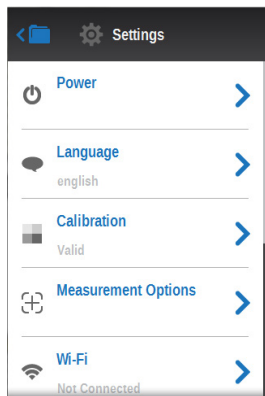 Settings
Power
Language
english
Calibration
Valid
Measurement Options
Wi-Fi
Not Connected